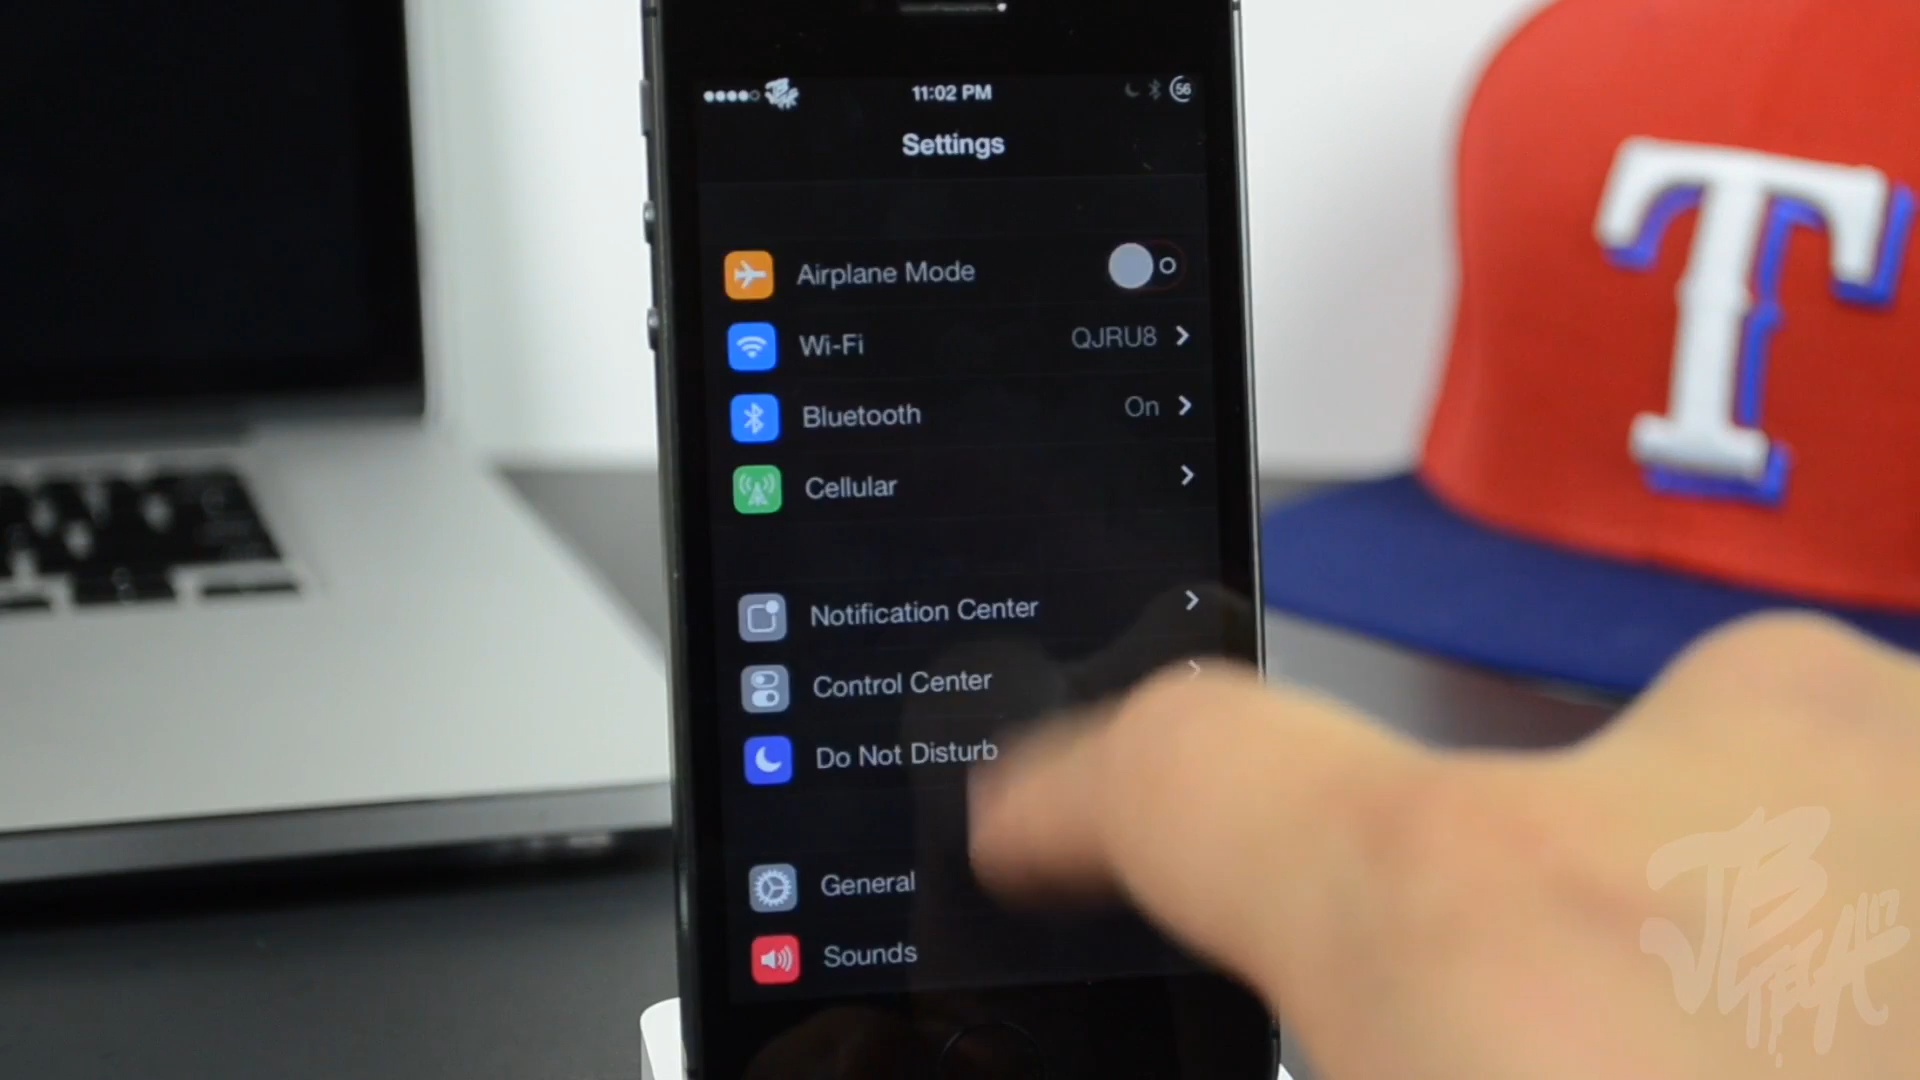 11:02 PM
56
Settings
Airplane Mode
Wi-Fi QJRU8
Bluetooth On
Cellular
Notification Center
Control Center
Do Not Disturb
General
Sounds
T